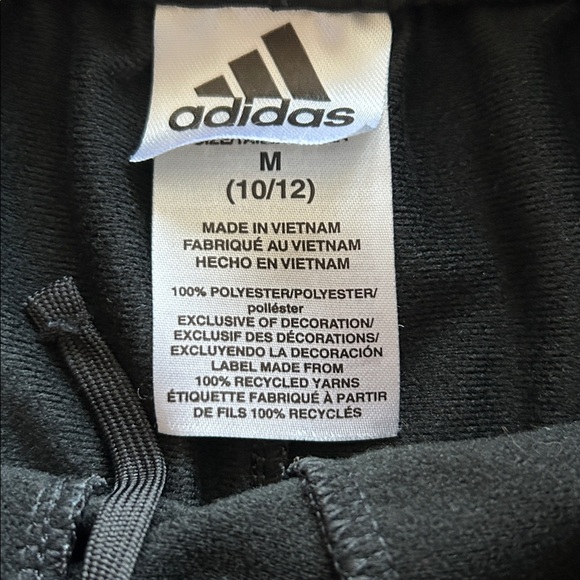 adidas
M
(10/12)
MADE IN VIETNAM
FABRIQUÉ AU VIETNAM
HECHO EN VIETNAM
100% POLYESTER/POLYESTER/
poliéster
EXCLUSIVE OF DECORATION/
EXCLUSIF DES DÉCORATIONS/
EXCLUYENDO LA DECORACIÓN
LABEL MADE FROM
100% RECYCLED YARNS
ÉTIQUETTE FABRIQUÉ À PARTIR
DE FILS 100% RECYCLÉS